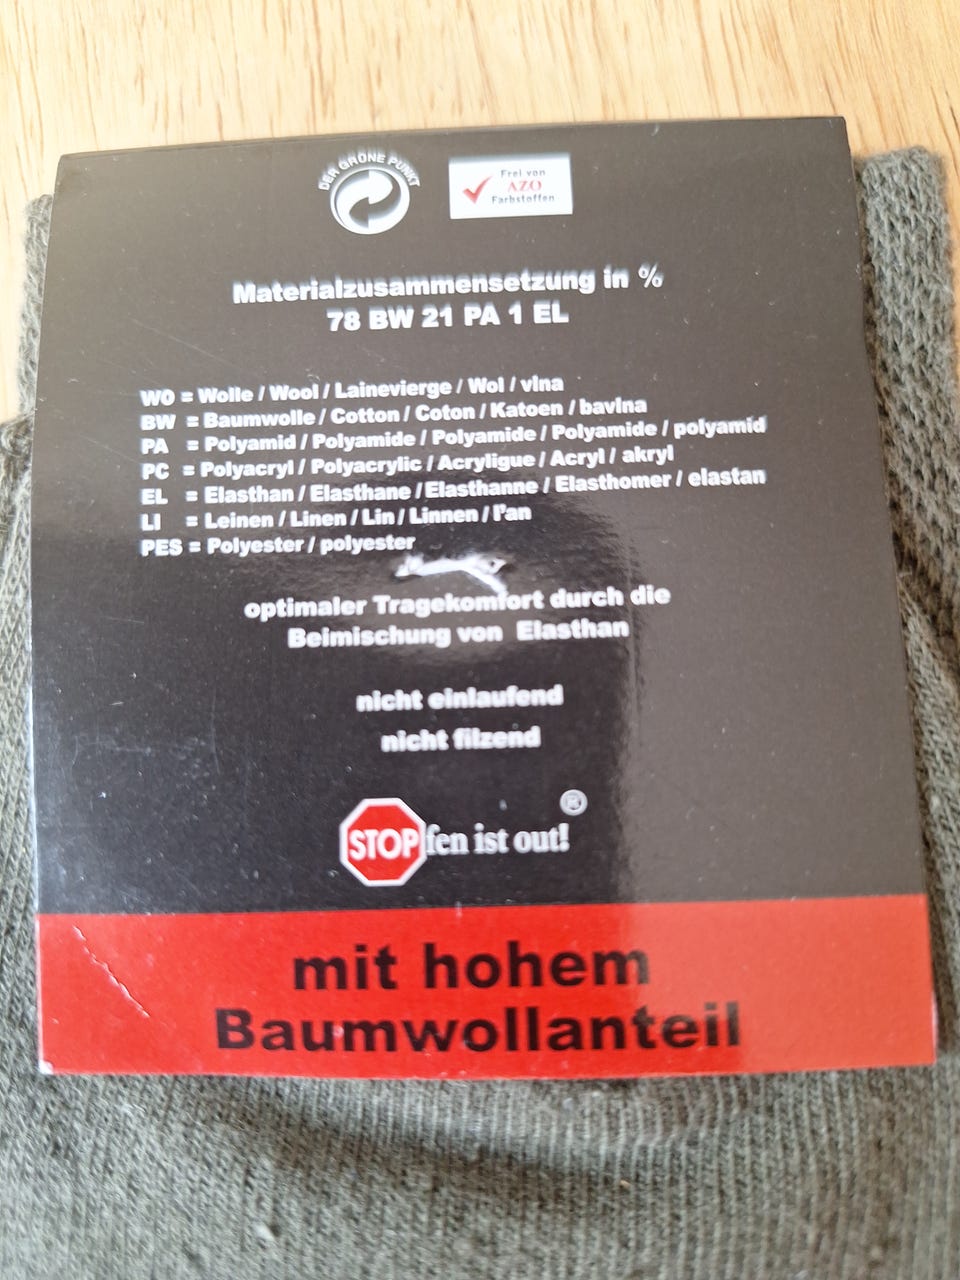 DER GRÜNE PUNKT
Frei von
AZO
Farbstoffen
Materialzusammensetzung in %
78 BW 21 PA 1 EL
WO = Wolle / Wool / Lainevierge / Wol / vlna
BW = Baumwolle / Cotton / Coton / Katoen / bavlna
PA = Polyamid / Polyamide / Polyamide / Polyamide / polyamid
PC = Polyacryl / Polyacrylic / Acryligue / Acryl / akryl
EL = Elasthan / Elasthane / Elasthanne / Elasthomer / elastan
LI = Leinen / Linen / Lin / Linnen / l'an
PES = Polyester / polyester
optimaler Tragekomfort durch die
Beimischung von Elasthan
nicht einlaufend
nicht filzend
STOPfen ist out!®
mit hohem
Baumwollanteil